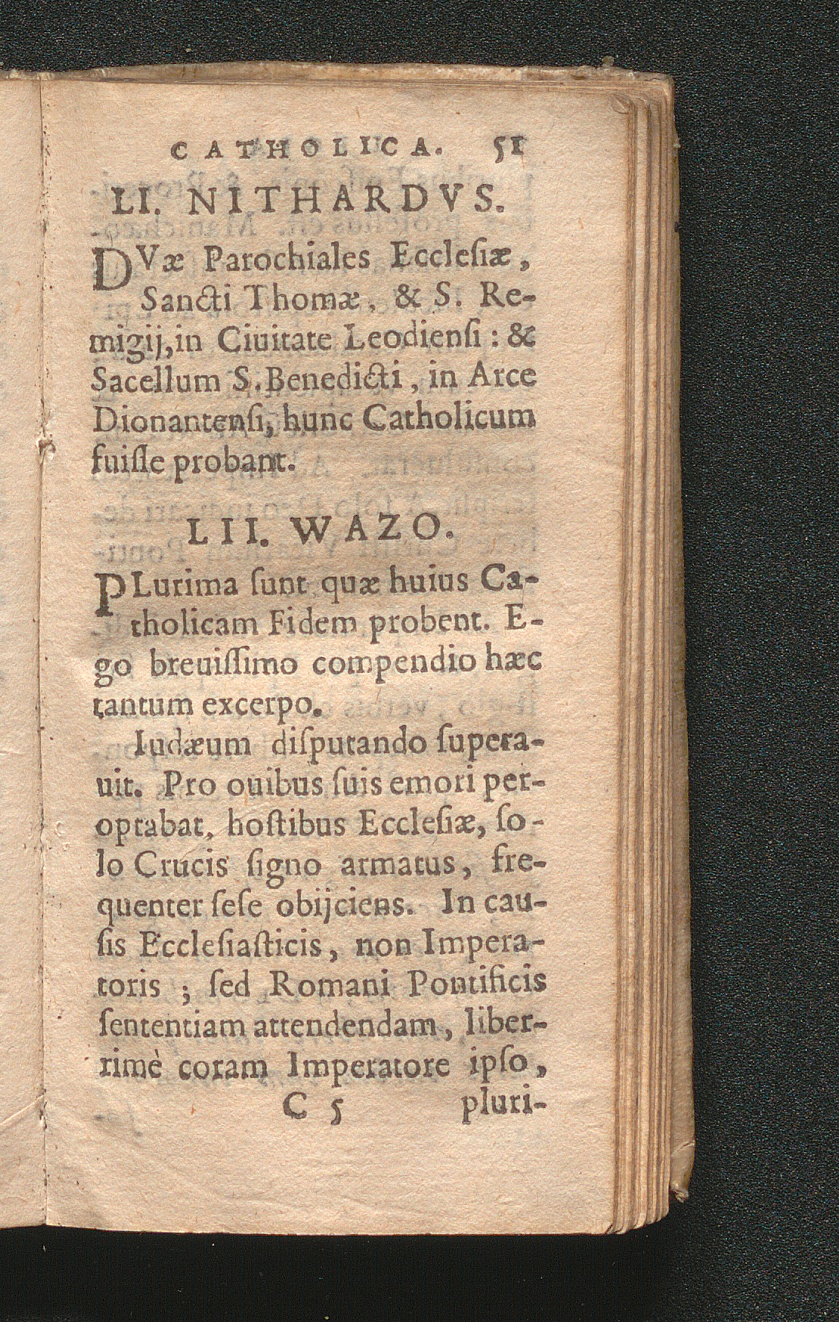 CATHOLICA. 51
LI. NITHARDVS.
DVæ Parochiales Ecclesiæ,
Sancti Thomæ, & S. Re-
migij, in Ciuitate Leodiensi : &
Sacellum S. Benedicti, in Arce
Dionantensi, hunc Catholicum
fuisse probant.
LII. WAZO.
PLurima sunt quæ huius Ca-
tholicam Fidem probent. E-
go breuissimo compendio hæc
tantum excerpo.
Iudæum disputando supera-
uit. Pro ouibus suis emori per-
optabat, hostibus Ecclesiæ, so-
lo Crucis signo armatus, fre-
quenter sese obijciens. In cau-
sis Ecclesiasticis, non Impera-
toris ; sed Romani Pontificis
sententiam attendendam, liber-
rimè coram Imperatore ipso,
C 5 pluri-